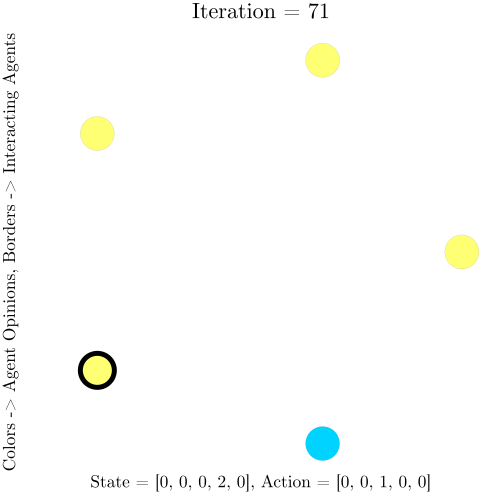 Iteration = 71
Colors -> Agent Opinions, Borders -> Interacting Agents
State = [0, 0, 0, 2, 0], Action = [0, 0, 1, 0, 0]